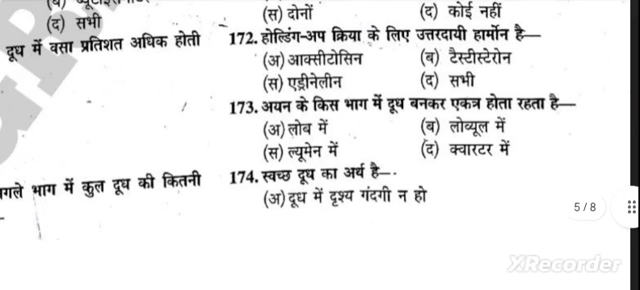 (द) सभी
दूध में वसा प्रतिशत अधिक होती
गले भाग में कुल दूध की कितनी
(स) दोनों (द) कोई नहीं
172. होल्डिंग-अप क्रिया के लिए उत्तरदायी हार्मोन है—
(अ) आक्सीटोसिन (ब) टैस्टीस्टेरोन
(स) एड्रीनेलीन (द) सभी
173. अयन के किस भाग में दूध बनकर एकत्र होता रहता है—
(अ) लोब में (ब) लोव्यूल में
(स) ल्यूमेन में (द) क्वारटर में
174. स्वच्छ दूध का अर्थ है—
(अ) दूध में दृश्य गंदगी न हो
5 / 8
XRecorder